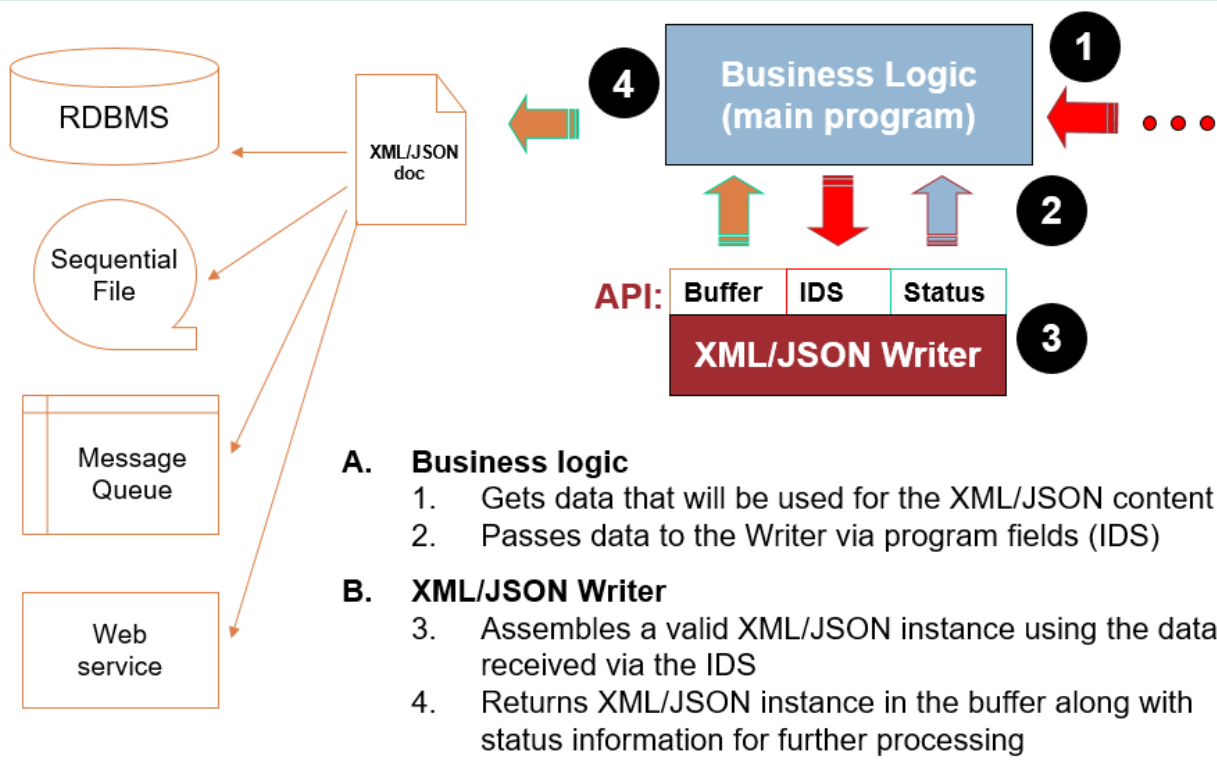 RDBMS
XML/JSON
doc
4
Business Logic
(main program)
1
2
Sequential
File
API:
Buffer
IDS
Status
XML/JSON Writer
3
Message
Queue
Web
service
A. Business logic
1. Gets data that will be used for the XML/JSON content
2. Passes data to the Writer via program fields (IDS)
B. XML/JSON Writer
3. Assembles a valid XML/JSON instance using the data
received via the IDS
4. Returns XML/JSON instance in the buffer along with
status information for further processing